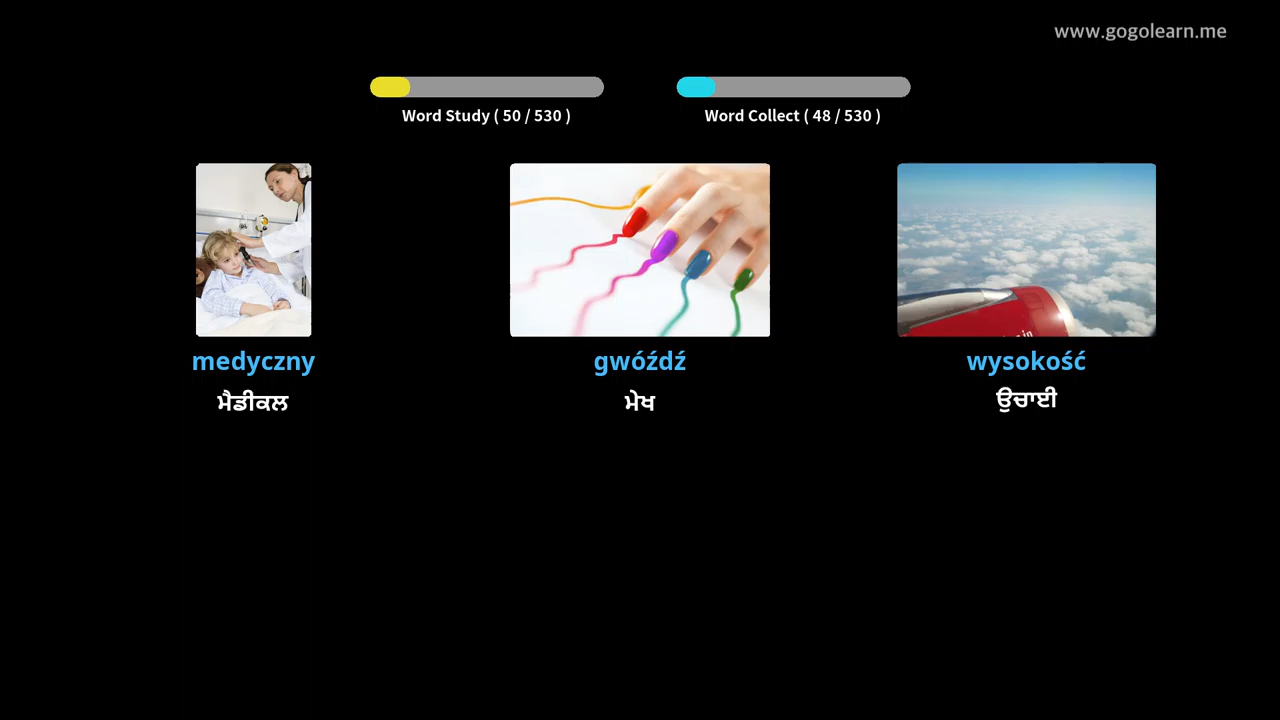 www.gogolearn.me
Word Study ( 50 / 530 )
Word Collect ( 48 / 530 )
medyczny
gwóźdź
wysokość
ਮੈਡੀਕਲ
ਮੇਖ
ਉਚਾਈ